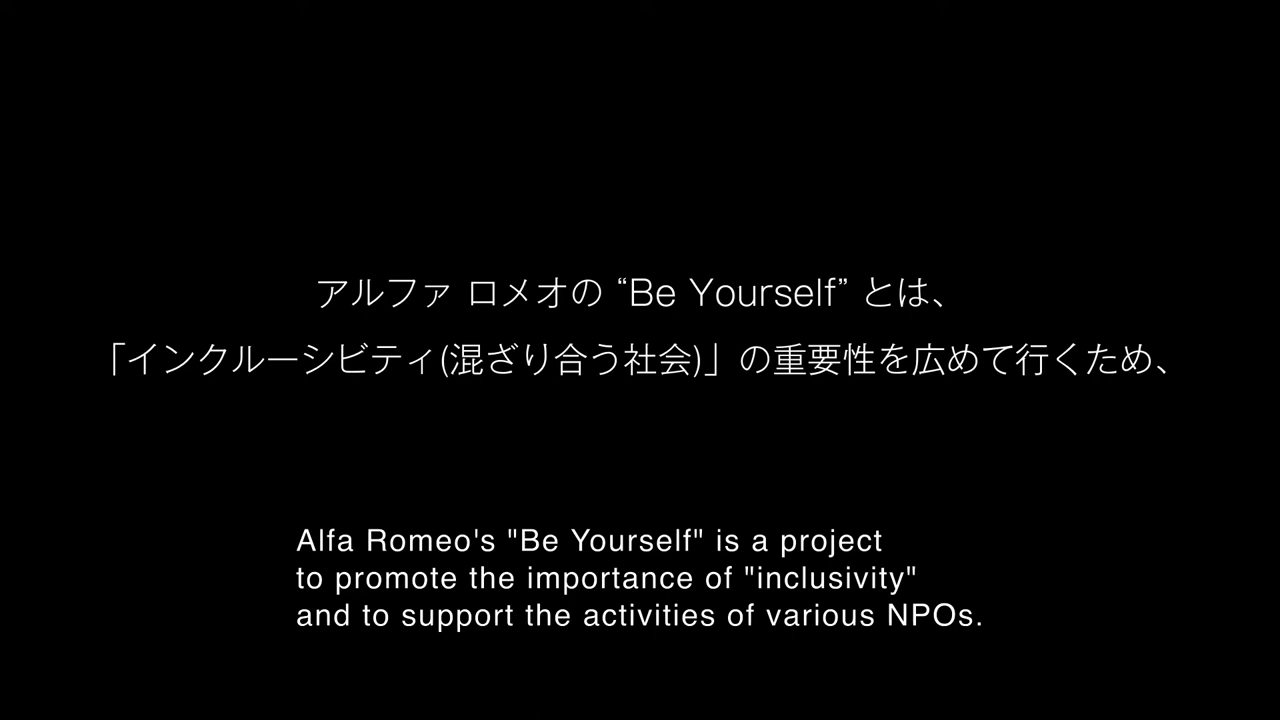 アルファ ロメオの “Be Yourself” とは、
「インクルーシビティ(混ざり合う社会)」の重要性を広めて行くため、
Alfa Romeo's "Be Yourself" is a project
to promote the importance of "inclusivity"
and to support the activities of various NPOs.